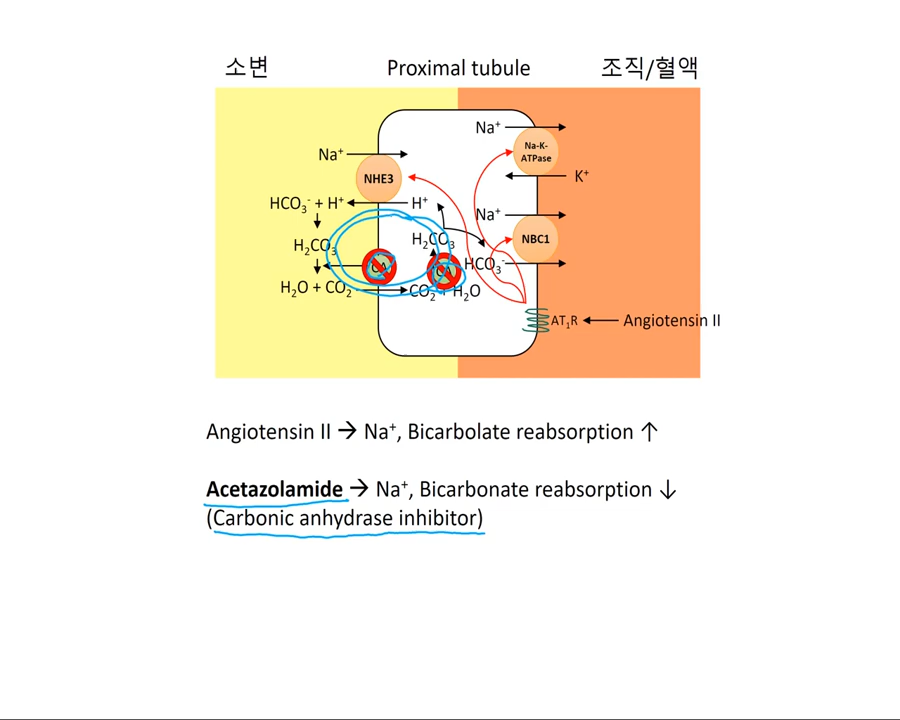 소변 Proximal tubule 조직/혈액
Na⁺
Na-K-
ATPase
Na⁺
NHE3
K⁺
HCO₃⁻ + H⁺
H⁺
Na⁺
H₂CO₃
H₂CO₃
NBC1
CA
CA
HCO₃⁻
H₂O + CO₂
CO₂ + H₂O
AT₁R ← Angiotensin II
Angiotensin II → Na⁺, Bicarbolate reabsorption ↑
Acetazolamide → Na⁺, Bicarbonate reabsorption ↓
(Carbonic anhydrase inhibitor)